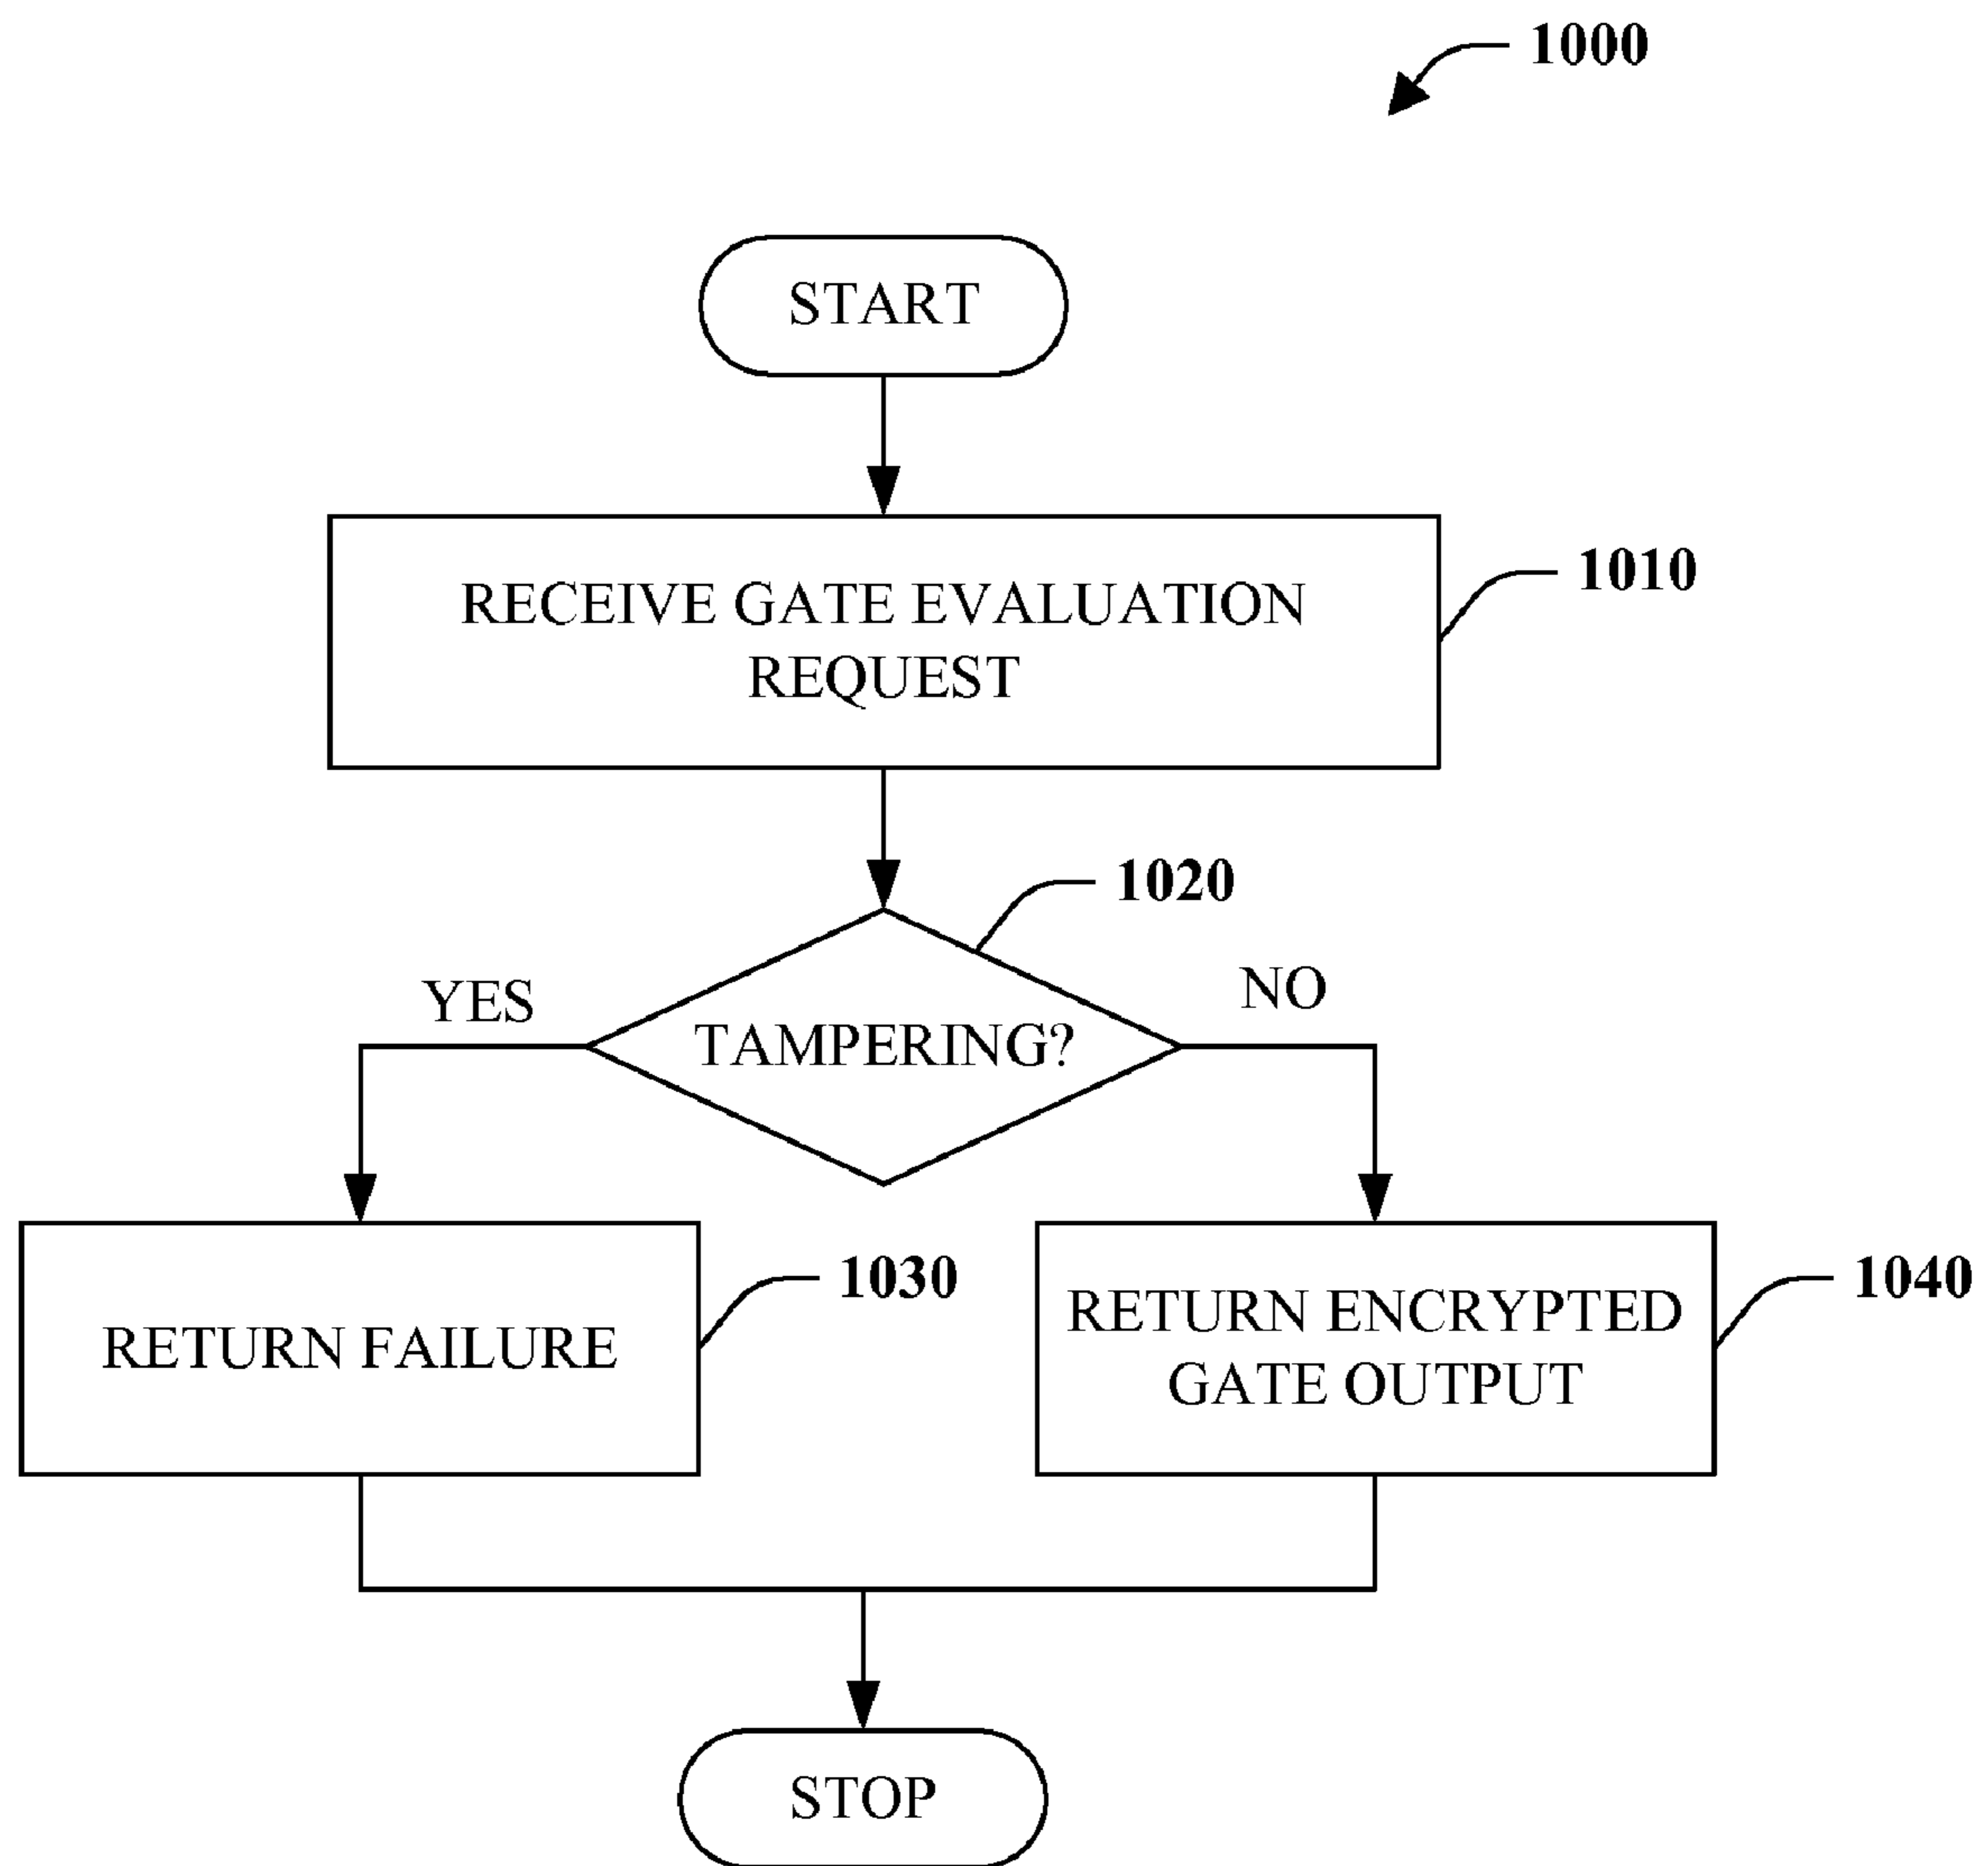 1000
START
RECEIVE GATE EVALUATION
REQUEST
1010
1020
YES
NO
TAMPERING?
1030
RETURN FAILURE
1040
RETURN ENCRYPTED
GATE OUTPUT
STOP